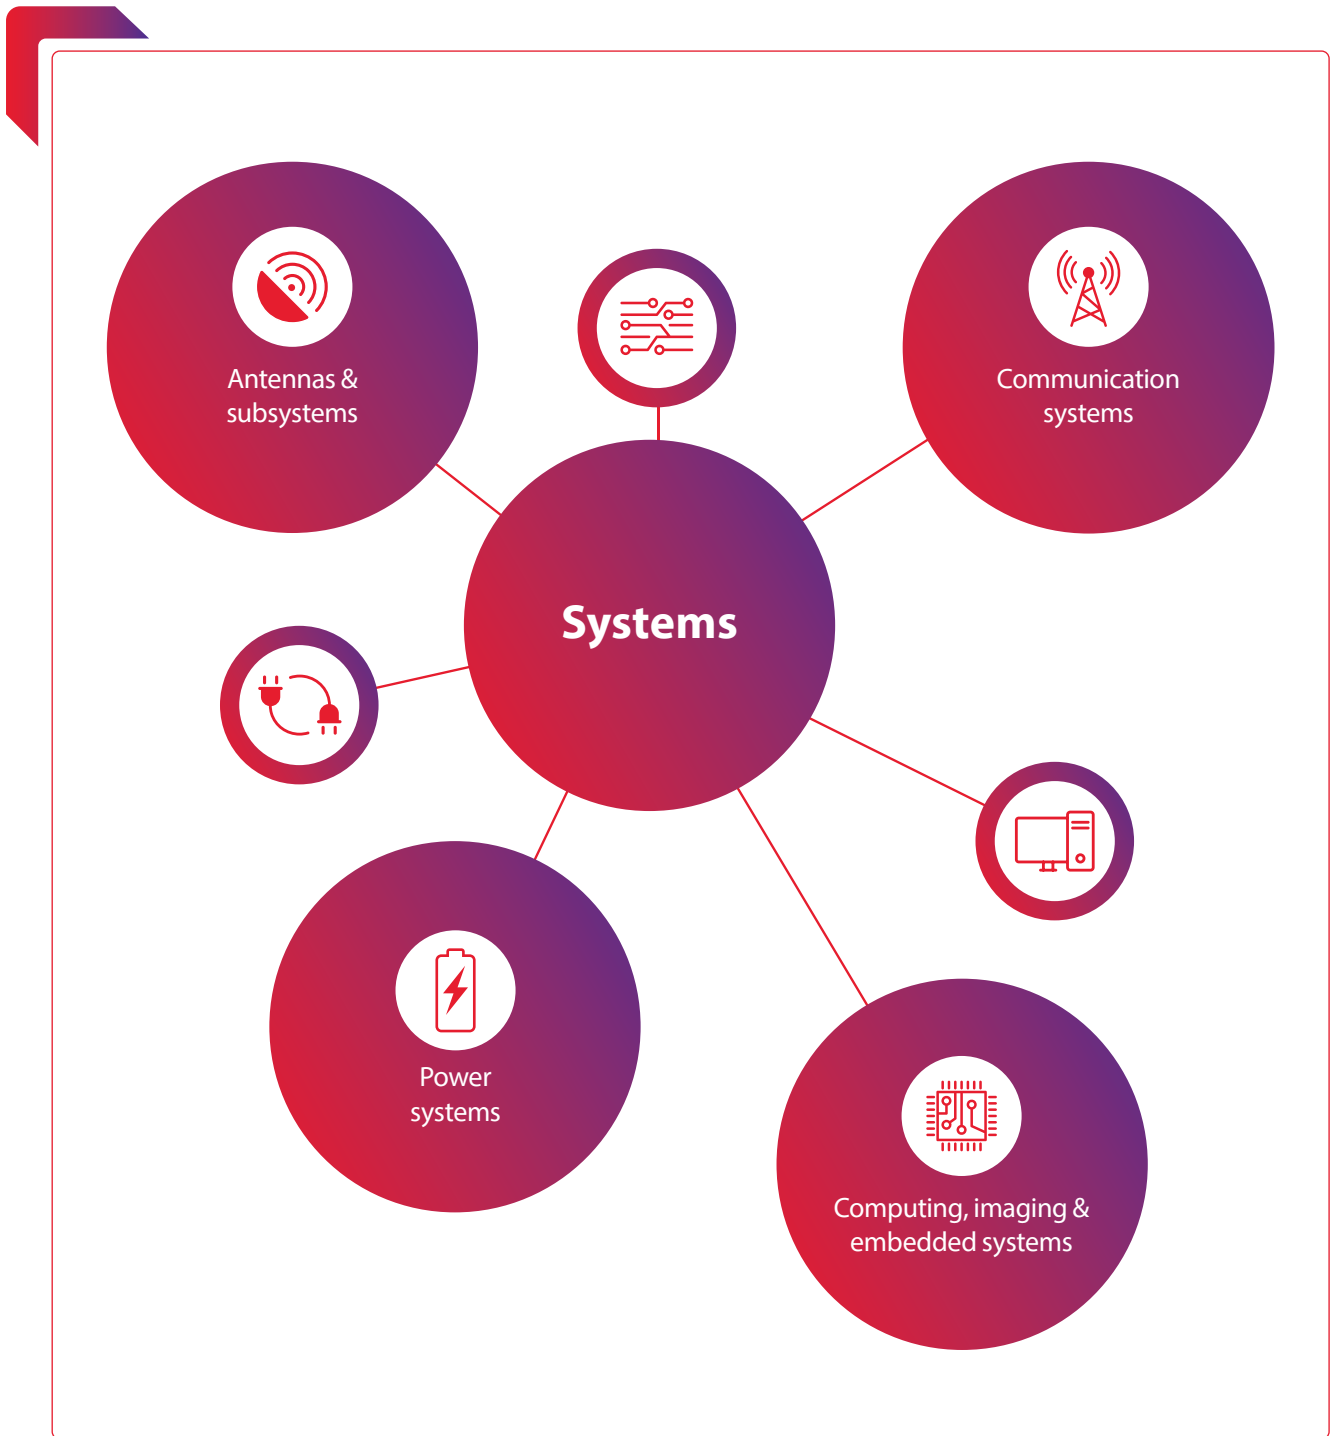 Antennas &
subsystems
Communication
systems
Systems
Power
systems
Computing, imaging &
embedded systems